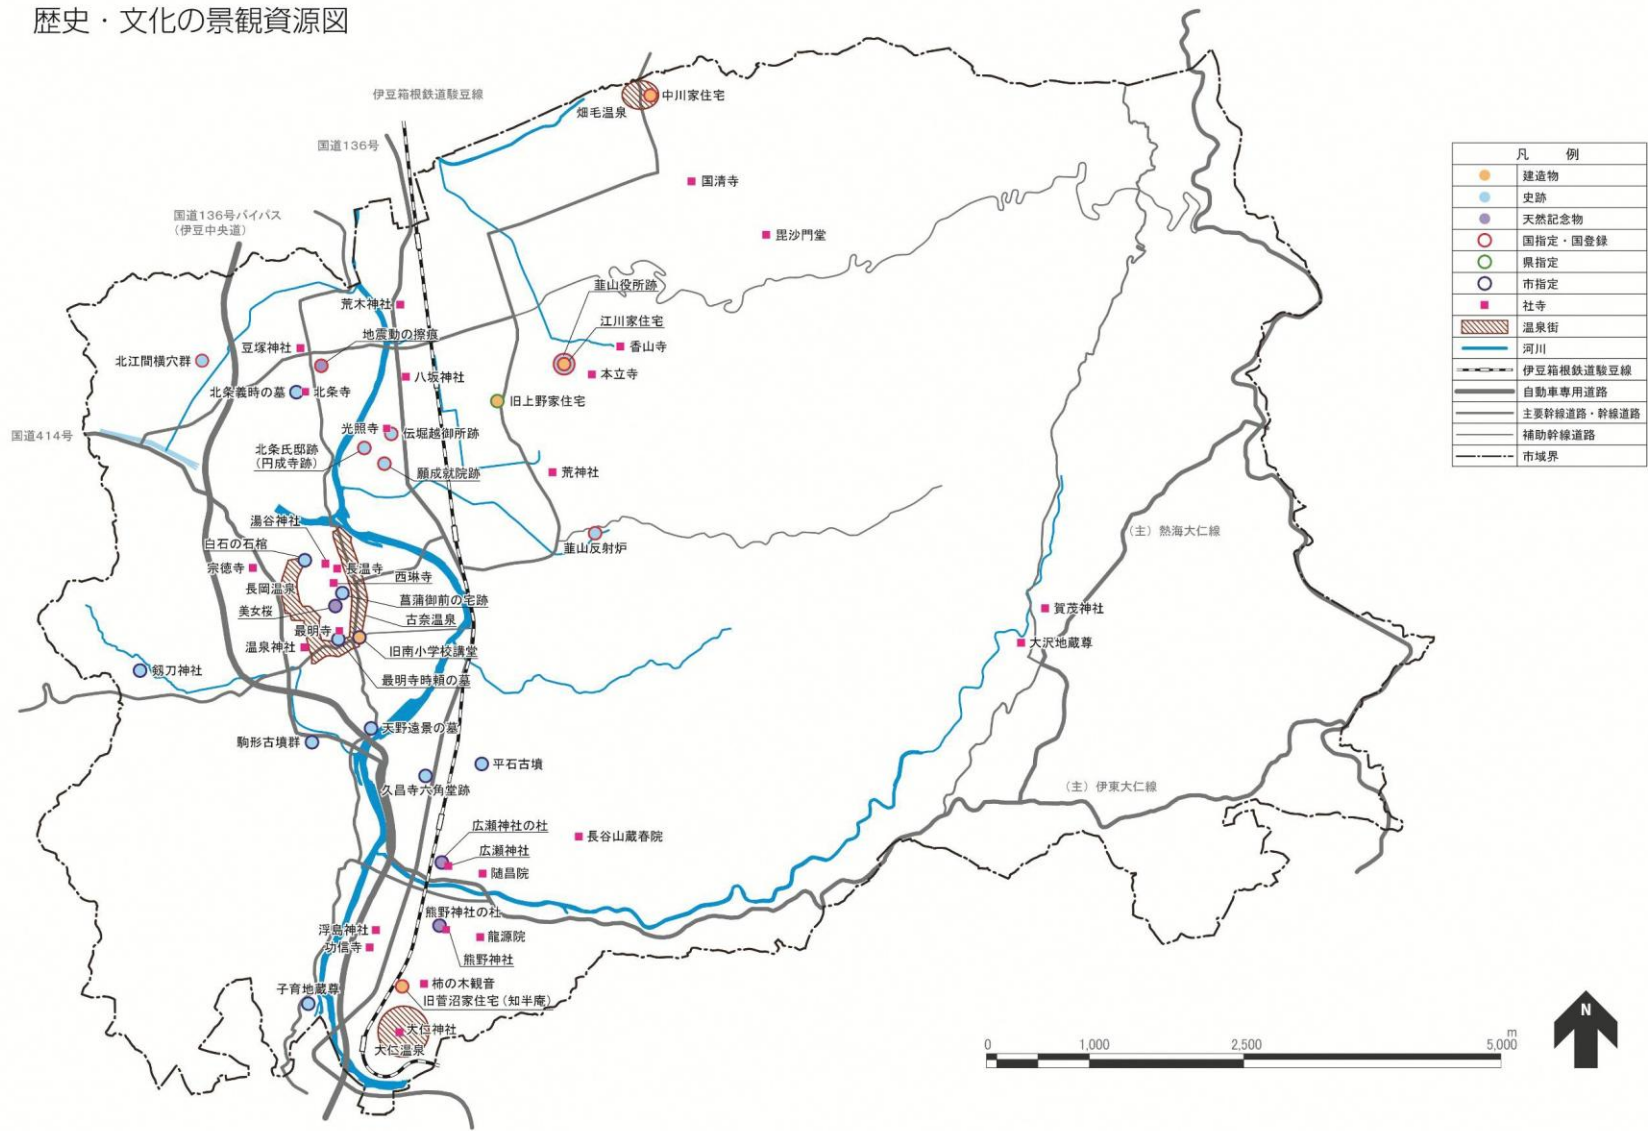 歴史・文化の景観資源図
伊豆箱根鉄道駿豆線
中川家住宅
畑毛温泉
国道136号
国清寺
国道136号バイパス
（伊豆中央道）
毘沙門堂
韮山役所跡
荒木神社
江川家住宅
地震動の擦痕
豆塚神社
香山寺
北江間横穴群
八坂神社
本立寺
北条義時の墓
北条寺
旧上野家住宅
光照寺
伝堀越御所跡
国道414号
北条氏邸跡
（円成寺跡）
願成就院跡
荒神社
湯谷神社
韮山反射炉
白石の石棺
宗徳寺
長温寺
西琳寺
長岡温泉
菖蒲御前の宅跡
美女桜
古奈温泉
最明寺
温泉神社
旧南小学校講堂
剱刀神社
最明寺時頼の墓
天野遠景の墓
駒形古墳群
平石古墳
久昌寺六角堂跡
広瀬神社の杜
長谷山蔵春院
広瀬神社
随昌院
熊野神社の杜
浮島神社
龍源院
功信寺
熊野神社
柿の木観音
子育地蔵尊
旧菅沼家住宅（知半庵）
大仁神社
大仁温泉
（主）熱海大仁線
賀茂神社
大沢地蔵尊
（主）伊東大仁線
凡 例
建造物
史跡
天然記念物
国指定・国登録
県指定
市指定
社寺
温泉街
河川
伊豆箱根鉄道駿豆線
自動車専用道路
主要幹線道路・幹線道路
補助幹線道路
市域界
N
m
0 1,000 2,500 5,000